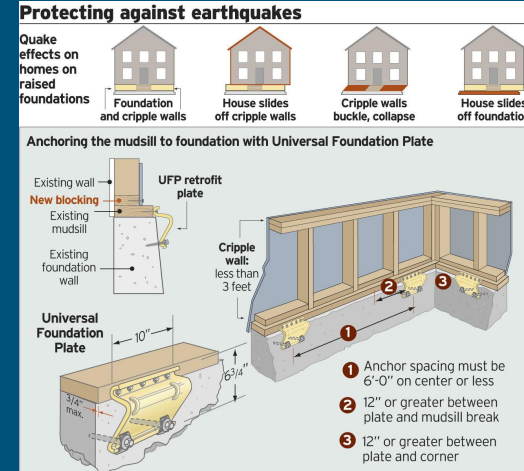 Protecting against earthquakes
Quake
effects on
homes on
raised
foundations
Foundation
and cripple walls
House slides
off cripple walls
Cripple walls
buckle, collapse
House slides
off foundation
Anchoring the mudsill to foundation with Universal Foundation Plate
Existing wall
New blocking
Existing
mudsill
Existing
foundation
wall
UFP retrofit
plate
Cripple
wall:
less than
3 feet
2
3
1
Universal
Foundation
Plate
10"
6 3/4"
3/4"
max.
1 Anchor spacing must be
6'-0" on center or less
2 12" or greater between
plate and mudsill break
3 12" or greater between
plate and corner